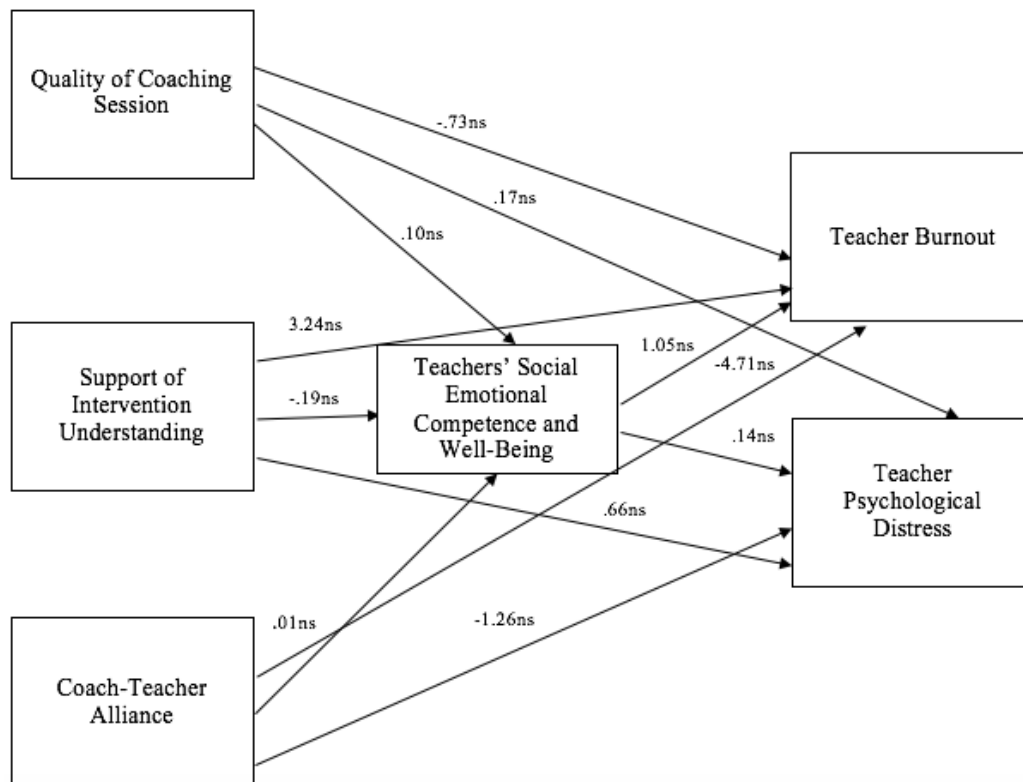 Quality of Coaching
Session
-.73ns
.17ns
.10ns
Teacher Burnout
3.24ns
Support of
Intervention
Understanding
-.19ns
Teachers’ Social
Emotional
Competence and
Well-Being
1.05ns
-4.71ns
.14ns
Teacher
Psychological
Distress
.66ns
.01ns
-1.26ns
Coach-Teacher
Alliance